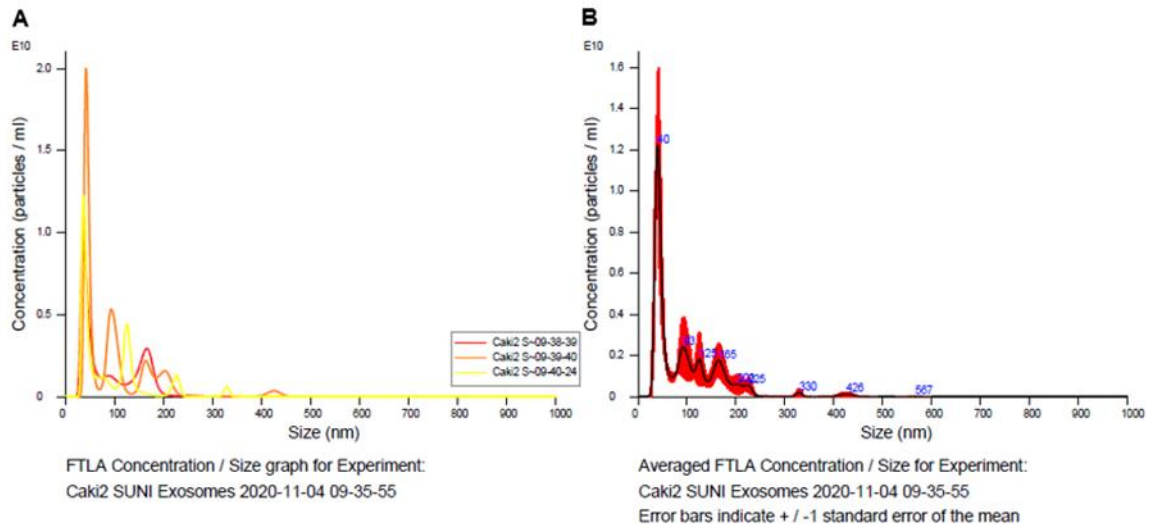 A
E10
Concentration (particles / ml)
2.0
1.5
1.0
0.5
0
0 100 200 300 400 500 600 700 800 900 1000
Size (nm)
Caki2 S~09-38-39
Caki2 S~09-39-40
Caki2 S~09-40-24
FTLA Concentration / Size graph for Experiment:
Caki2 SUNI Exosomes 2020-11-04 09-35-55
B
E10
Concentration (particles / ml)
1.6
1.4
1.2
1.0
0.8
0.6
0.4
0.2
0
40
165
330
426
567
0 100 200 300 400 500 600 700 800 900 1000
Size (nm)
Averaged FTLA Concentration / Size for Experiment:
Caki2 SUNI Exosomes 2020-11-04 09-35-55
Error bars indicate + / -1 standard error of the mean